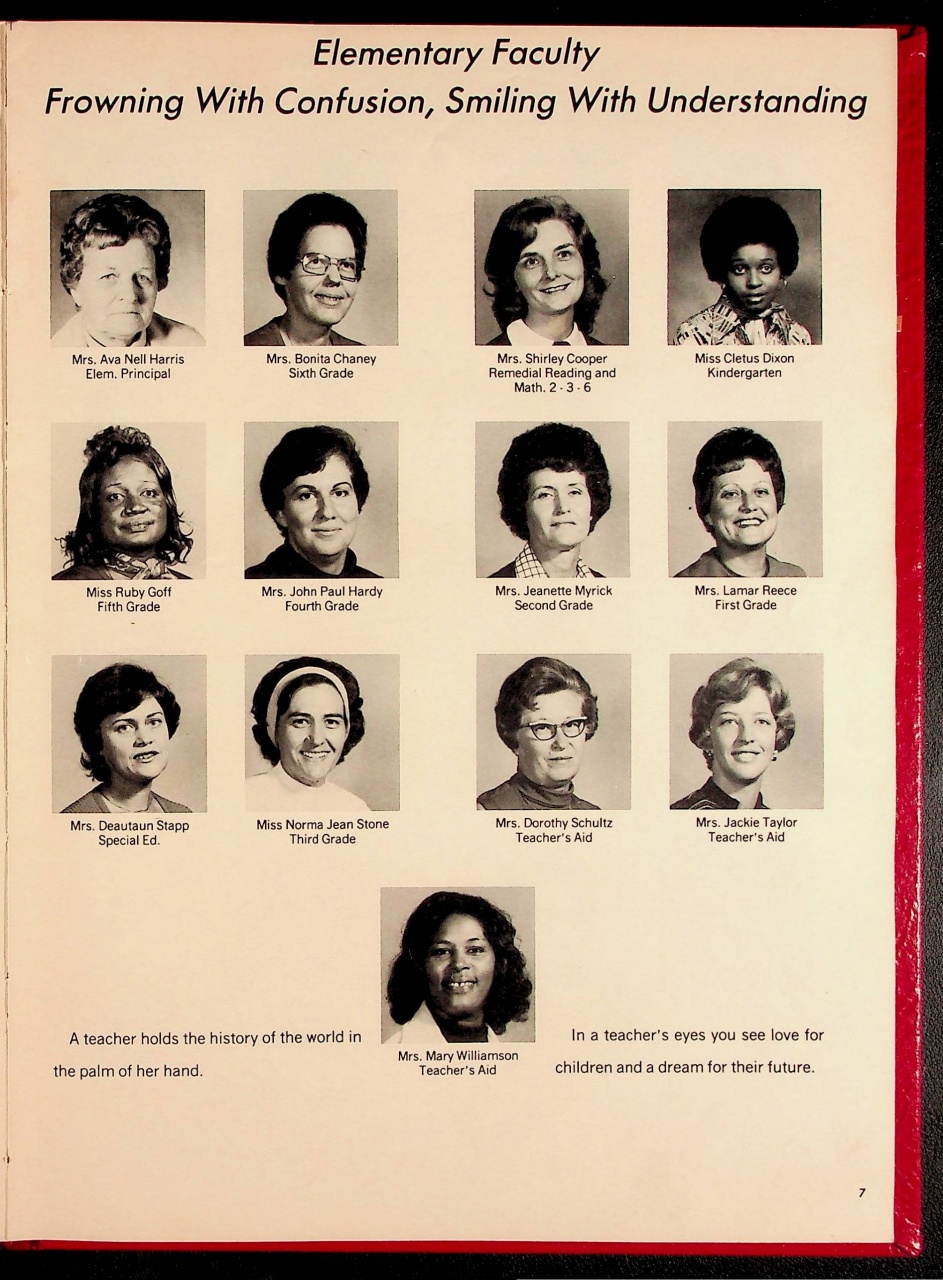 Elementary Faculty
Frowning With Confusion, Smiling With Understanding
Mrs. Ava Nell Harris
Elem. Principal
Mrs. Bonita Chaney
Sixth Grade
Mrs. Shirley Cooper
Remedial Reading and
Math. 2 - 3 - 6
Miss Cletus Dixon
Kindergarten
Miss Ruby Goff
Fifth Grade
Mrs. John Paul Hardy
Fourth Grade
Mrs. Jeanette Myrick
Second Grade
Mrs. Lamar Reece
First Grade
Mrs. Deautaun Stapp
Special Ed.
Miss Norma Jean Stone
Third Grade
Mrs. Dorothy Schultz
Teacher's Aid
Mrs. Jackie Taylor
Teacher's Aid
A teacher holds the history of the world in
the palm of her hand.
Mrs. Mary Williamson
Teacher's Aid
In a teacher's eyes you see love for
children and a dream for their future.
7